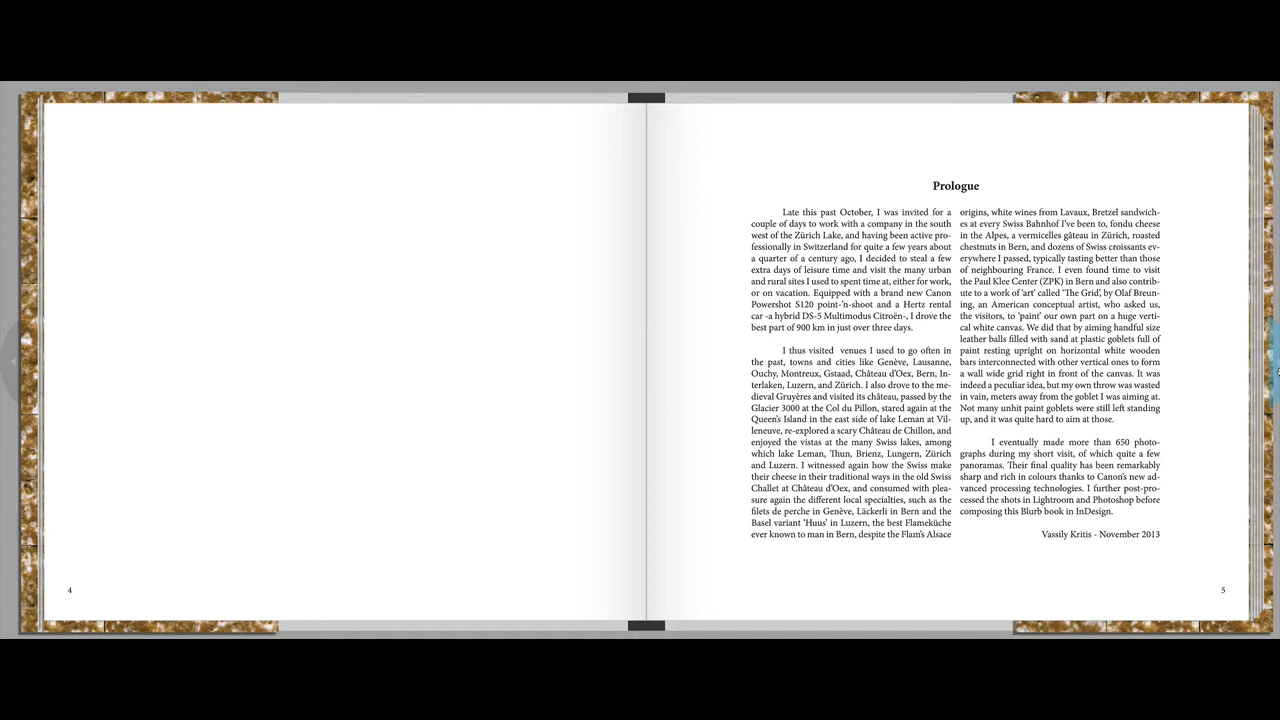 Prologue
Late this past October, I was invited for a
couple of days to work with a company in the south
west of the Zürich Lake, and having been active pro-
fessionally in Switzerland for quite a few years about
a quarter of a century ago, I decided to steal a few
extra days of leisure time and visit the many urban
and rural sites I used to spent time at, either for work,
or on vacation. Equipped with a brand new Canon
Powershot S120 point-'n-shoot and a Hertz rental
car -a hybrid DS-5 Multimodus Citroën-, I drove the
best part of 900 km in just over three days.
I thus visited venues I used to go often in
the past, towns and cities like Genève, Lausanne,
Ouchy, Montreux, Gstaad, Château d'Oex, Bern, In-
terlaken, Luzern, and Zürich. I also drove to the me-
dieval Gruyères and visited its château, passed by the
Glacier 3000 at the Col du Pillon, stared again at the
Queen's Island in the east side of lake Leman at Vil-
leneuve, re-explored a scary Château de Chillon, and
enjoyed the vistas at the many Swiss lakes, among
which lake Leman, Thun, Brienz, Lungern, Zürich
and Luzern. I witnessed again how the Swiss make
their cheese in their traditional ways in the old Swiss
Challet at Château d'Oex, and consumed with plea-
sure again the different local specialties, such as the
filets de perche in Genève, Läckerli in Bern and the
Basel variant 'Huus' in Luzern, the best Flameküche
ever known to man in Bern, despite the Flam's Alsace
origins, white wines from Lavaux, Bretzel sandwich-
es at every Swiss Bahnhof I've been to, fondu cheese
in the Alpes, a vermicelles gâteau in Zürich, roasted
chestnuts in Bern, and dozens of Swiss croissants ev-
erywhere I passed, typically tasting better than those
of neighbouring France. I even found time to visit
the Paul Klee Center (ZPK) in Bern and also contrib-
ute to a work of 'art' called 'The Grid', by Olaf Breun-
ing, an American conceptual artist, who asked us,
the visitors, to 'paint' our own part on a huge verti-
cal white canvas. We did that by aiming handful size
leather balls filled with sand at plastic goblets full of
paint resting upright on horizontal white wooden
bars interconnected with other vertical ones to form
a wall wide grid right in front of the canvas. It was
indeed a peculiar idea, but my own throw was wasted
in vain, meters away from the goblet I was aiming at.
Not many unhit paint goblets were still left standing
up, and it was quite hard to aim at those.
I eventually made more than 650 photo-
graphs during my short visit, of which quite a few
panoramas. Their final quality has been remarkably
sharp and rich in colours thanks to Canon's new ad-
vanced processing technologies. I further post-pro-
cessed the shots in Lightroom and Photoshop before
composing this Blurb book in InDesign.
Vassily Kritis - November 2013
4
5